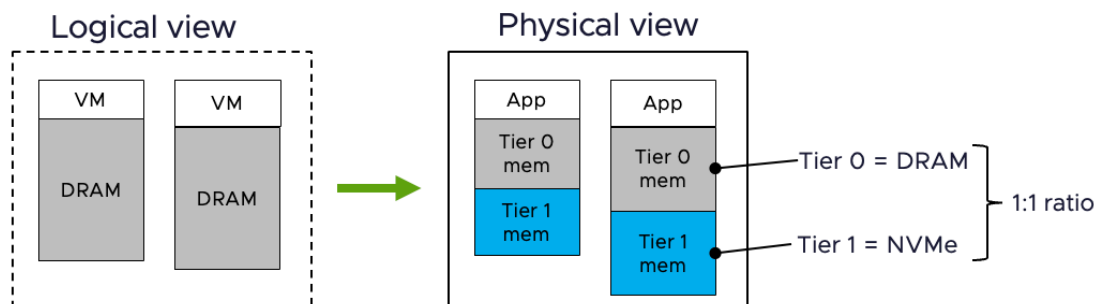 Logical view
VM
DRAM
VM
DRAM
Physical view
App
Tier 0
mem
Tier 1
mem
App
Tier 0
mem
Tier 1
mem
Tier 0 = DRAM
Tier 1 = NVMe
1:1 ratio